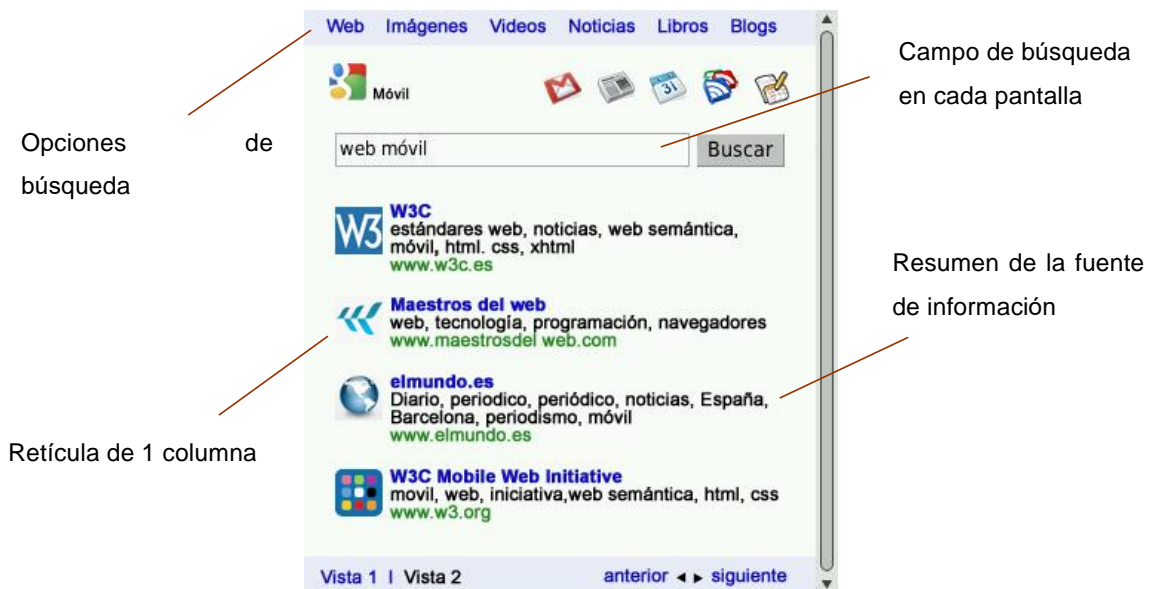 Web Imágenes Videos Noticias Libros Blogs
Móvil
31
web móvil Buscar
W3
W3C
estándares web, noticias, web semántica,
móvil, html. css, xhtml
www.w3c.es
Maestros del web
web, tecnología, programación, navegadores
www.maestrosdel web.com
elmundo.es
Diario, periodico, periódico, noticias, España,
Barcelona, periodismo, móvil
www.elmundo.es
W3C Mobile Web Initiative
movil, web, iniciativa,web semántica, html, css
www.w3.org
Vista 1 I Vista 2 anterior ◄ ► siguiente
Opciones de
búsqueda
Retícula de 1 columna
Campo de búsqueda
en cada pantalla
Resumen de la fuente
de información